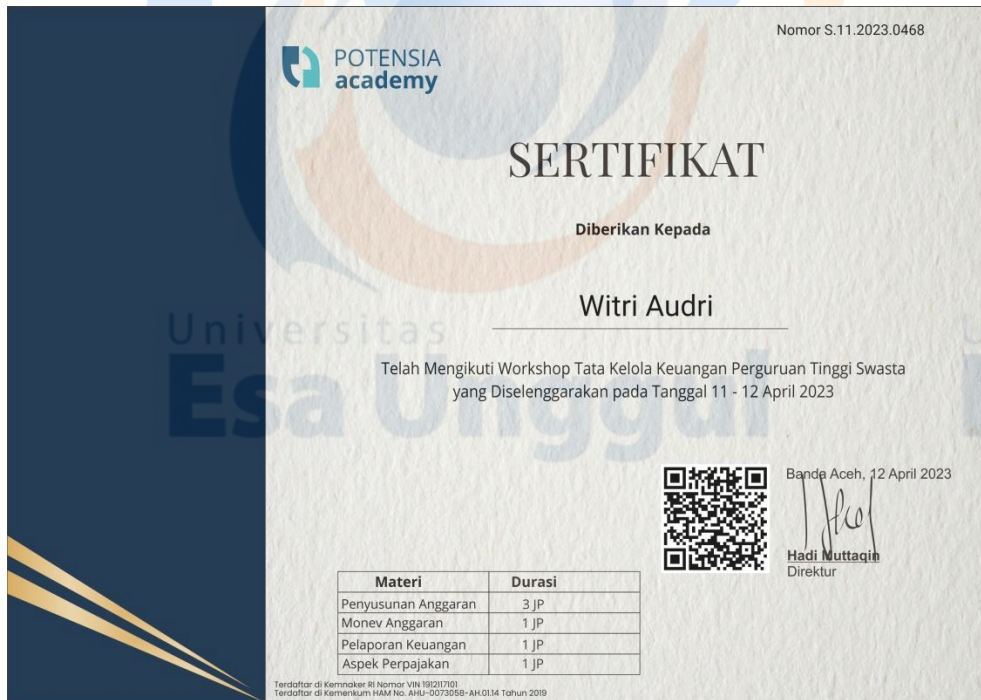 Nomor S.11.2023.0468
POTENSIA
academy
SERTIFIKAT
Diberikan Kepada
Witri Audri
Universitas
Esa Unggul
Telah Mengikuti Workshop Tata Kelola Keuangan Perguruan Tinggi Swasta
yang Diselenggarakan pada Tanggal 11 - 12 April 2023
Banda Aceh, 12 April 2023
Hadi Muttaqin
Direktur
Materi Durasi
Penyusunan Anggaran 3 JP
Monev Anggaran 1 JP
Pelaporan Keuangan 1 JP
Aspek Perpajakan 1 JP
Terdaftar di Kemnaker RI Nomor VIN 1912117101
Terdaftar di Kemenkum HAM No. AHU-0073058-AH.01.14 Tahun 2019